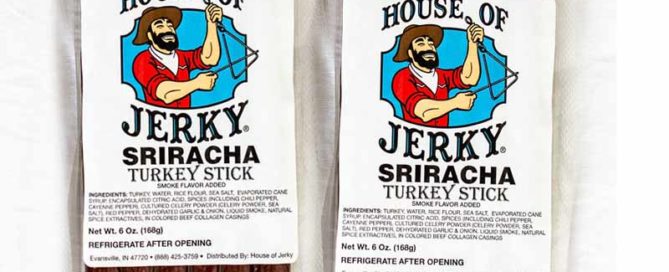 HOUSE OF
JERKY®
SRIRACHA
TURKEY STICK
SMOKE FLAVOR ADDED
INGREDIENTS: TURKEY, WATER, RICE FLOUR, SEA SALT, EVAPORATED CANE
SYRUP, ENCAPSULATED CITRIC ACID, SPICES (INCLUDING CHILI PEPPER,
CAYENNE PEPPER), CULTURED CELERY POWDER (CELERY POWDER, SEA
SALT), RED PEPPER, DEHYDRATED GARLIC & ONION, LIQUID SMOKE, NATURAL
SPICE EXTRACTIVES, IN COLORED BEEF COLLAGEN CASINGS
Net Wt. 6 Oz. (168g)
REFRIGERATE AFTER OPENING
Evansville, IN 47720 • (888) 425-3759 • Distributed By: House of Jerky
HOUSE OF
JERKY®
SRIRACHA
TURKEY STICK
SMOKE FLAVOR ADDED
INGREDIENTS: TURKEY, WATER, RICE FLOUR, SEA SALT, EVAPORATED CANE
SYRUP, ENCAPSULATED CITRIC ACID, SPICES (INCLUDING CHILI PEPPER,
CAYENNE PEPPER), CULTURED CELERY POWDER (CELERY POWDER, SEA
SALT), RED PEPPER, DEHYDRATED GARLIC & ONION, LIQUID SMOKE, NATURAL
SPICE EXTRACTIVES, IN COLORED BEEF COLLAGEN CASINGS
Net Wt. 6 Oz. (168g)
REFRIGERATE AFTER OPENING